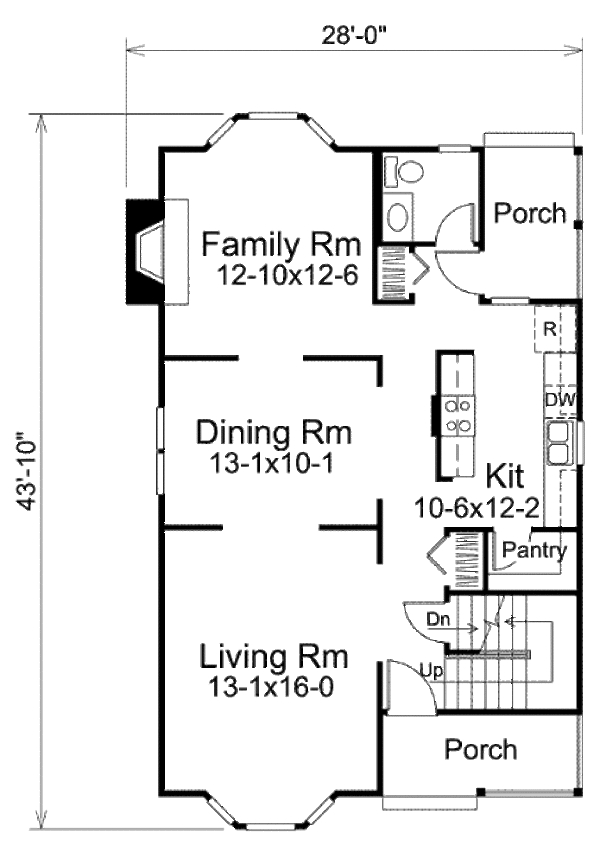 28'-0"
43'-10"
Porch
Family Rm
12-10x12-6
R
DW
Dining Rm
13-1x10-1
Kit
10-6x12-2
Pantry
Dn
Living Rm
13-1x16-0
Up
Porch